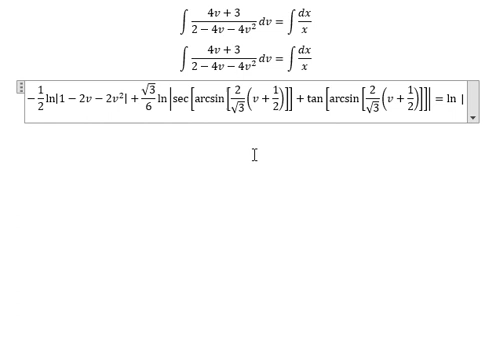 ∫ (4v + 3)/(2 − 4v − 4v²) dv = ∫ dx/x
∫ (4v + 3)/(2 − 4v − 4v²) dv = ∫ dx/x
−1/2 ln|1 − 2v − 2v²| + √3/6 ln |sec [arcsin [2/√3 (v + 1/2)]] + tan [arcsin [2/√3 (v + 1/2)]]| = ln |